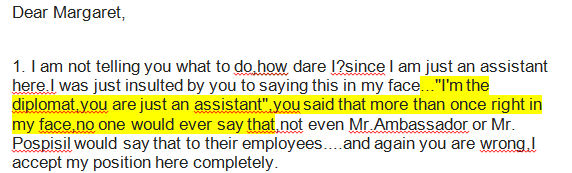 Dear Margaret,
1. I am not telling you what to do,how dare I?since I am just an assistant
here.I was just insulted by you to saying this in my face..."I'm the
diplomat,you are just an assistant",you said that more than once right in
my face,no one would ever say that,not even Mr.Ambassador or Mr.
Pospisil would say that to their employees....and again you are wrong,I
accept my position here completely.